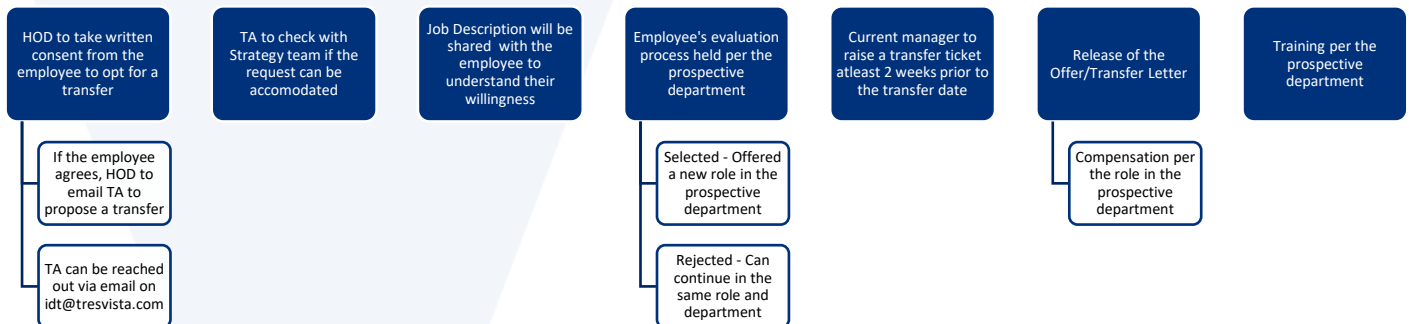 HOD to take written
consent from the
employee to opt for a
transfer
If the employee
agrees, HOD to
email TA to
propose a transfer
TA can be reached
out via email on
idt@tresvista.com
TA to check with
Strategy team if the
request can be
accomodated
Job Description will be
shared with the
employee to
understand their
willingness
Employee's evaluation
process held per the
prospective
department
Selected - Offered
a new role in the
prospective
department
Rejected - Can
continue in the
same role and
department
Current manager to
raise a transfer ticket
atleast 2 weeks prior to
the transfer date
Release of the
Offer/Transfer Letter
Compensation per
the role in the
prospective
department
Training per the
prospective
department